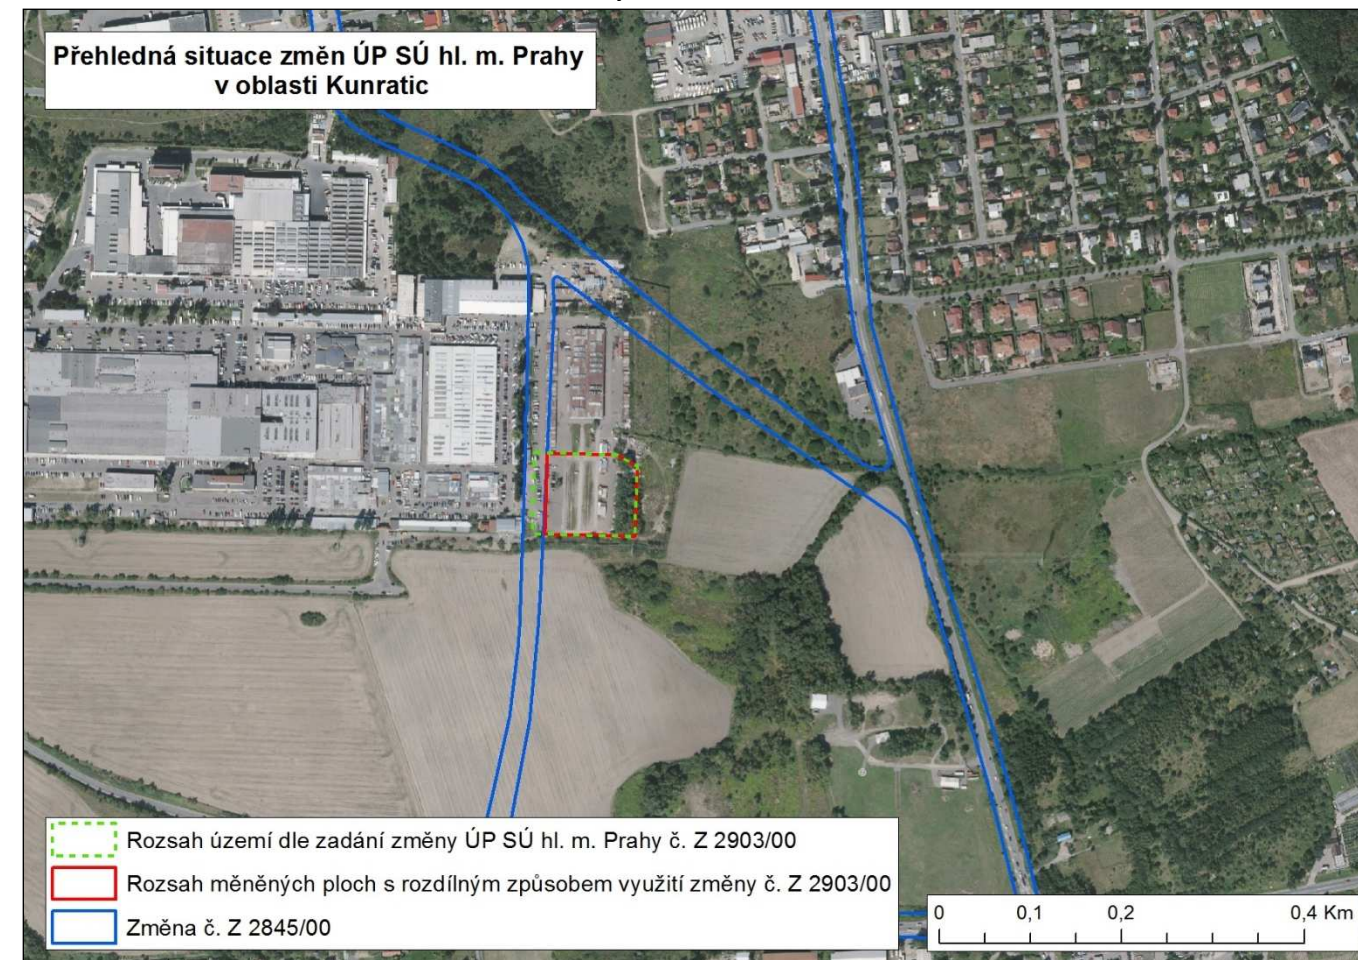 Přehledná situace změn ÚP SÚ hl. m. Prahy
v oblasti Kunratic
Rozsah území dle zadání změny ÚP SÚ hl. m. Prahy č. Z 2903/00
Rozsah měněných ploch s rozdílným způsobem využití změny č. Z 2903/00
Změna č. Z 2845/00
0 0,1 0,2 0,4 Km